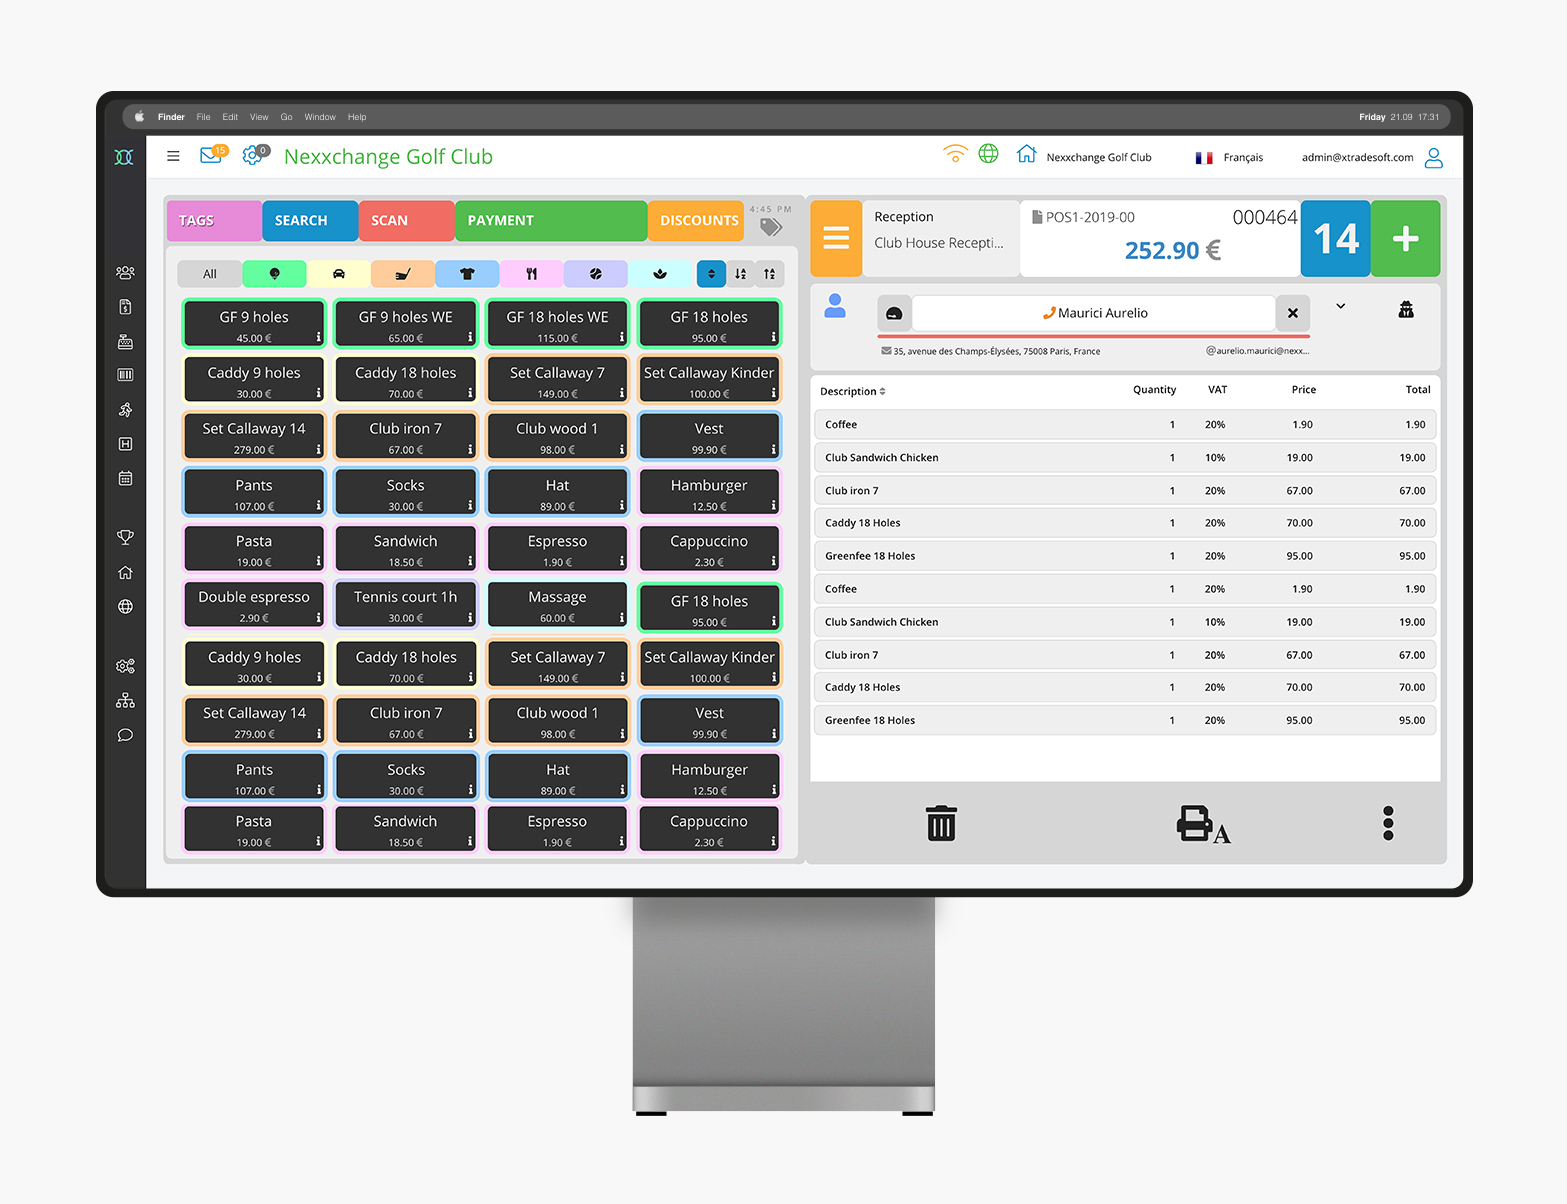 Finder File Edit View Go Window Help
Friday 21.09 17:31
15
0
Nexxchange Golf Club
Nexxchange Golf Club
Français
admin@xtradesoft.com
TAGS SEARCH SCAN PAYMENT DISCOUNTS
4:45 PM
All
GF 9 holes
45.00 €
GF 9 holes WE
65.00 €
GF 18 holes WE
115.00 €
GF 18 holes
95.00 €
Caddy 9 holes
30.00 €
Caddy 18 holes
70.00 €
Set Callaway 7
149.00 €
Set Callaway Kinder
100.00 €
Set Callaway 14
279.00 €
Club iron 7
67.00 €
Club wood 1
98.00 €
Vest
99.90 €
Pants
107.00 €
Socks
30.00 €
Hat
89.00 €
Hamburger
12.50 €
Pasta
19.00 €
Sandwich
18.50 €
Espresso
1.90 €
Cappuccino
2.30 €
Double espresso
2.90 €
Tennis court 1h
30.00 €
Massage
60.00 €
GF 18 holes
95.00 €
Caddy 9 holes
30.00 €
Caddy 18 holes
70.00 €
Set Callaway 7
149.00 €
Set Callaway Kinder
100.00 €
Set Callaway 14
279.00 €
Club iron 7
67.00 €
Club wood 1
98.00 €
Vest
99.90 €
Pants
107.00 €
Socks
30.00 €
Hat
89.00 €
Hamburger
12.50 €
Pasta
19.00 €
Sandwich
18.50 €
Espresso
1.90 €
Cappuccino
2.30 €
Reception
Club House Recepti...
POS1-2019-00
000464
252.90 €
14
+
Maurici Aurelio
35, avenue des Champs-Élysées, 75008 Paris, France
@aurelio.maurici@nexx...
Description Quantity VAT Price Total
Coffee 1 20% 1.90 1.90
Club Sandwich Chicken 1 10% 19.00 19.00
Club iron 7 1 20% 67.00 67.00
Caddy 18 Holes 1 20% 70.00 70.00
Greenfee 18 Holes 1 20% 95.00 95.00
Coffee 1 20% 1.90 1.90
Club Sandwich Chicken 1 10% 19.00 19.00
Club iron 7 1 20% 67.00 67.00
Caddy 18 Holes 1 20% 70.00 70.00
Greenfee 18 Holes 1 20% 95.00 95.00
A